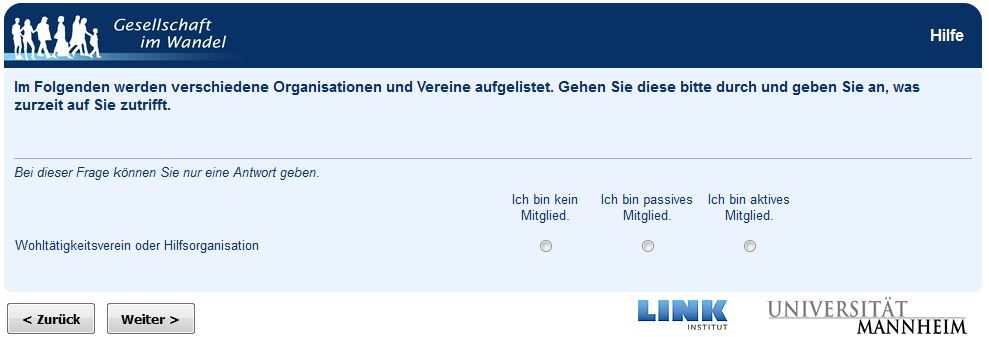 Gesellschaft
im Wandel
Hilfe
Im Folgenden werden verschiedene Organisationen und Vereine aufgelistet. Gehen Sie diese bitte durch und geben Sie an, was
zurzeit auf Sie zutrifft.
Bei dieser Frage können Sie nur eine Antwort geben.
Ich bin kein
Mitglied.
Ich bin passives
Mitglied.
Ich bin aktives
Mitglied.
Wohltätigkeitsverein oder Hilfsorganisation
< Zurück
Weiter >
LINK
INSTITUT
UNIVERSITÄT
MANNHEIM